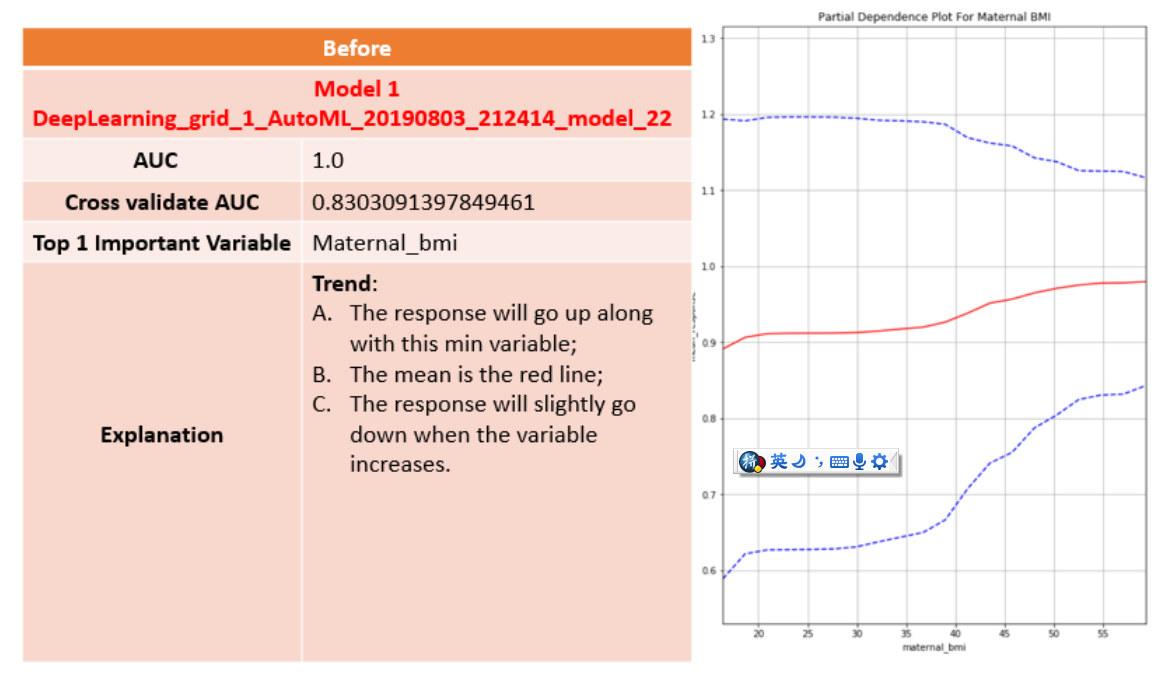 Before
Model 1
DeepLearning_grid_1_AutoML_20190803_212414_model_22
AUC 1.0
Cross validate AUC 0.8303091397849461
Top 1 Important Variable Maternal_bmi
Explanation
Trend:
A. The response will go up along
with this min variable;
B. The mean is the red line;
C. The response will slightly go
down when the variable
increases.
Partial Dependence Plot For Maternal BMI
1.3
1.2
1.1
1.0
0.9
0.8
0.7
0.6
英
20 25 30 35 40 45 50 55
maternal_bmi